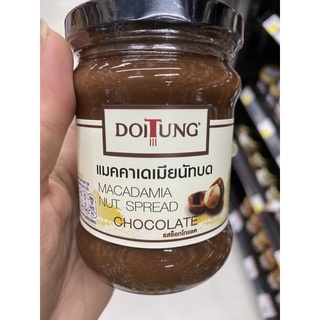 DOITUNG
แมคคาเดเมียนัทบด
MACADAMIA
NUT SPREAD
CHOCOLATE
รสช็อกโกแลต